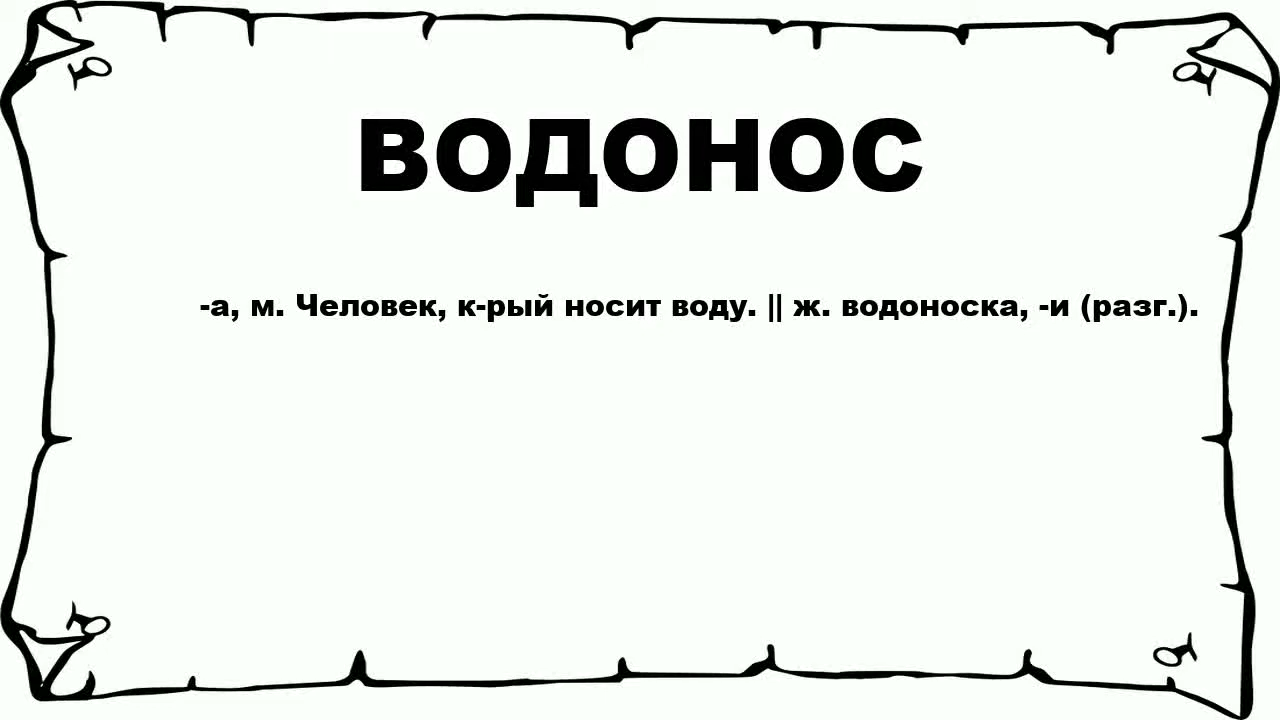 ВОДОНОС
-а, м. Человек, к-рый носит воду. || ж. водоноска, -и (разг.).